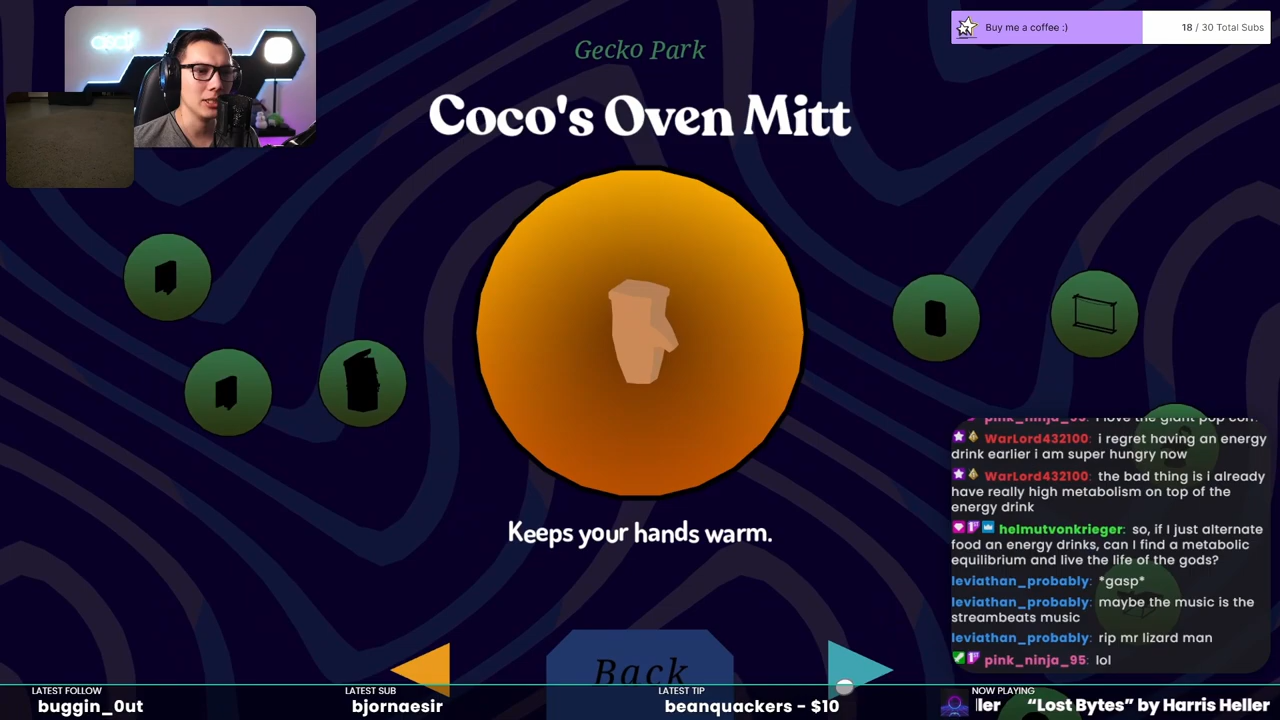 Buy me a coffee :)
18 / 30 Total Subs
Gecko Park
Coco's Oven Mitt
Keeps your hands warm.
Back
WarLord432100: i regret having an energy
drink earlier i am super hungry now
WarLord432100: the bad thing is i already
have really high metabolism on top of the
energy drink
helmutvonkrieger: so, if I just alternate
food an energy drinks, can I find a metabolic
equilibrium and live the life of the gods?
leviathan_probably: *gasp*
leviathan_probably: maybe the music is the
streambeats music
leviathan_probably: rip mr lizard man
pink_ninja_95: lol
LATEST FOLLOW
buggin_0ut
LATEST SUB
bjornaesir
LATEST TIP
beanquackers - $10
NOW PLAYING
ler "Lost Bytes" by Harris Heller